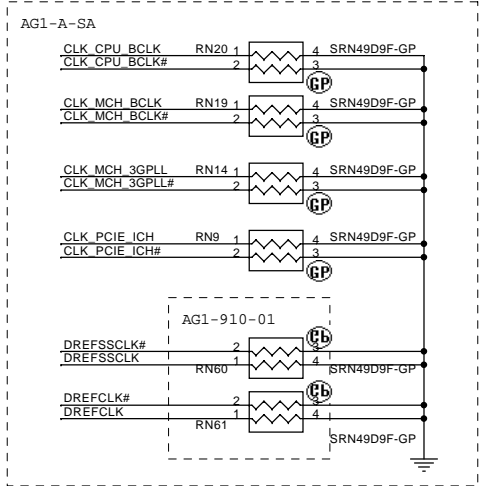 AG1-A-SA
CLK_CPU_BCLK RN20 1 4 SRN49D9F-GP
CLK_CPU_BCLK# 2 3
GP
CLK_MCH_BCLK RN19 1 4 SRN49D9F-GP
CLK_MCH_BCLK# 2 3
GP
CLK_MCH_3GPLL RN14 1 4 SRN49D9F-GP
CLK_MCH_3GPLL# 2 3
GP
CLK_PCIE_ICH RN9 1 4 SRN49D9F-GP
CLK_PCIE_ICH# 2 3
GP
AG1-910-01
GP
DREFSSCLK# 2 3
DREFSSCLK 1 4
RN60 SRN49D9F-GP
GP
DREFCLK# 2 3
DREFCLK 1 4
RN61
SRN49D9F-GP